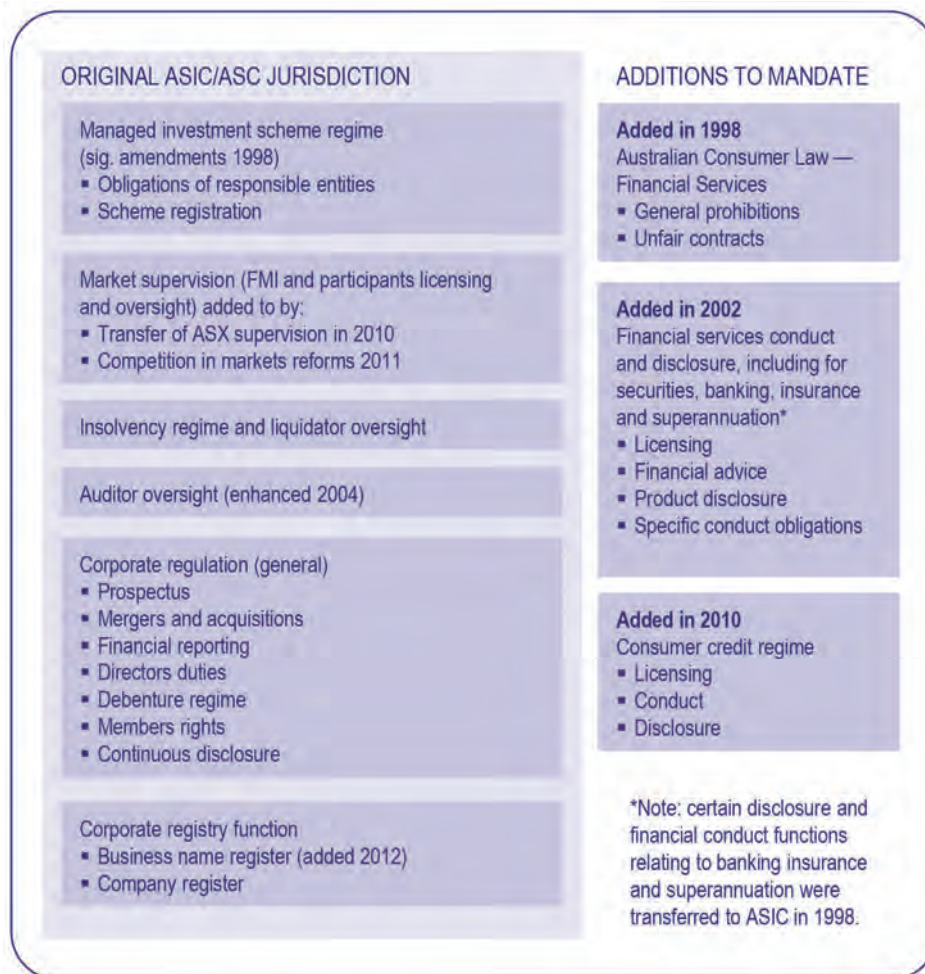 ORIGINAL ASIC/ASC JURISDICTION
Managed investment scheme regime
(sig. amendments 1998)
▪ Obligations of responsible entities
▪ Scheme registration
Market supervision (FMI and participants licensing
and oversight) added to by:
▪ Transfer of ASX supervision in 2010
▪ Competition in markets reforms 2011
Insolvency regime and liquidator oversight
Auditor oversight (enhanced 2004)
Corporate regulation (general)
▪ Prospectus
▪ Mergers and acquisitions
▪ Financial reporting
▪ Directors duties
▪ Debenture regime
▪ Members rights
▪ Continuous disclosure
Corporate registry function
▪ Business name register (added 2012)
▪ Company register
ADDITIONS TO MANDATE
Added in 1998
Australian Consumer Law —
Financial Services
▪ General prohibitions
▪ Unfair contracts
Added in 2002
Financial services conduct
and disclosure, including for
securities, banking, insurance
and superannuation*
▪ Licensing
▪ Financial advice
▪ Product disclosure
▪ Specific conduct obligations
Added in 2010
Consumer credit regime
▪ Licensing
▪ Conduct
▪ Disclosure
*Note: certain disclosure and
financial conduct functions
relating to banking insurance
and superannuation were
transferred to ASIC in 1998.